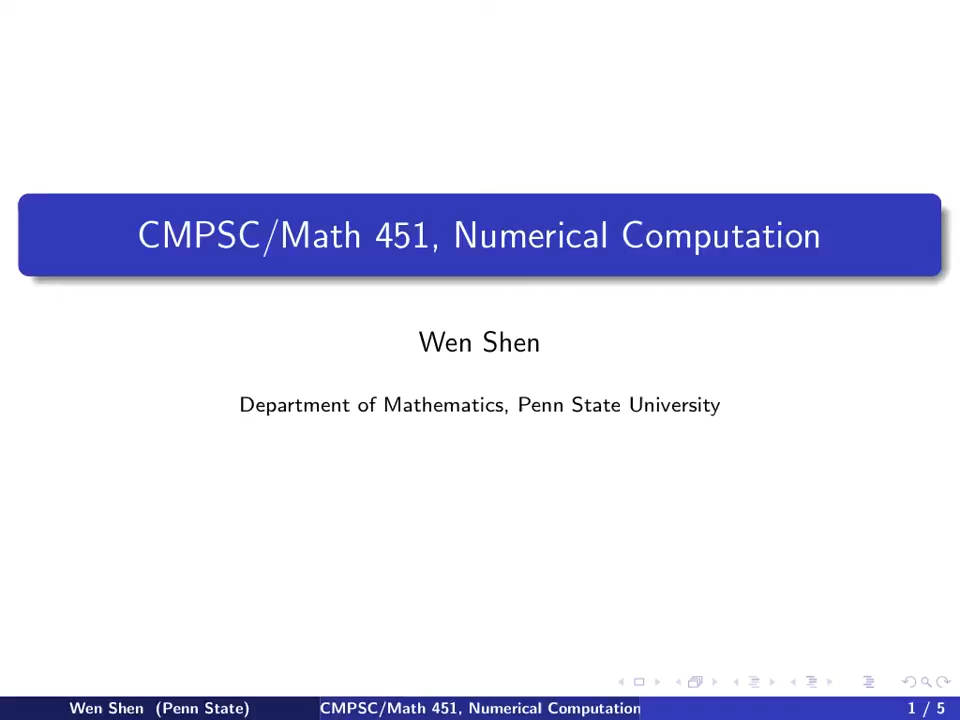 CMPSC/Math 451, Numerical Computation
Wen Shen
Department of Mathematics, Penn State University
Wen Shen (Penn State)
CMPSC/Math 451, Numerical Computation
1 / 5